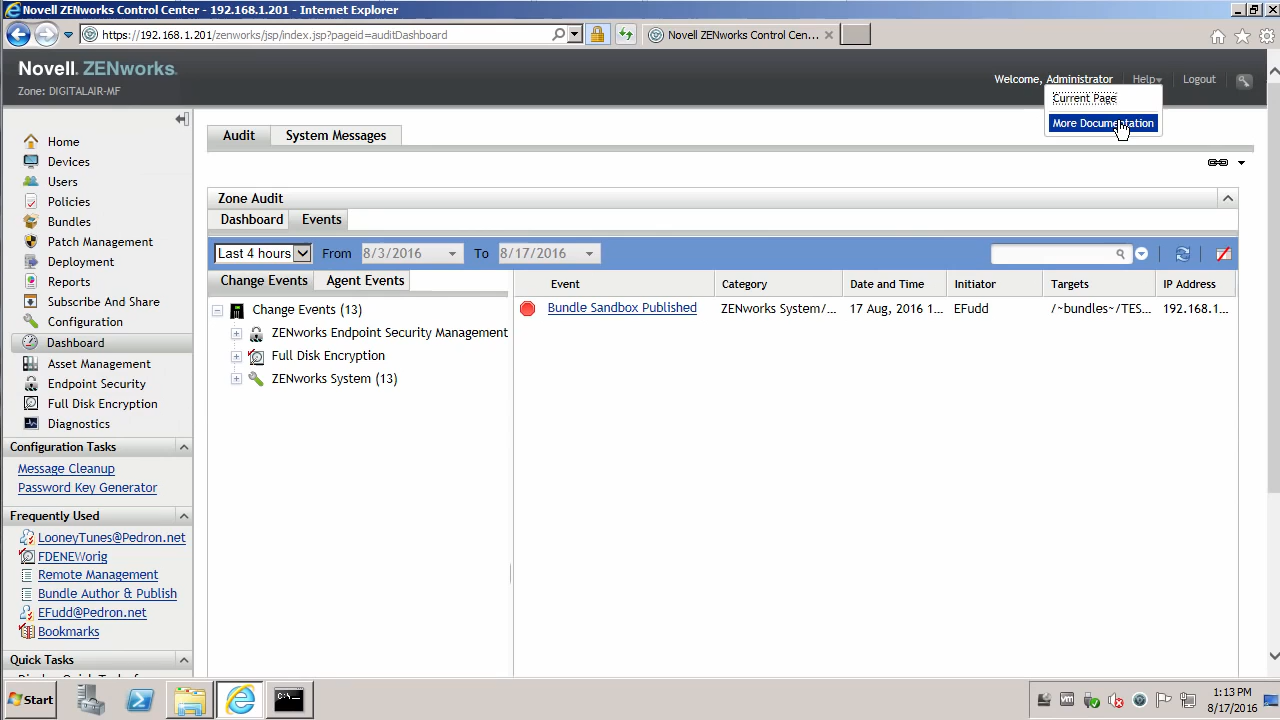 Novell ZENworks Control Center - 192.168.1.201 - Internet Explorer
https://192.168.1.201/zenworks/jsp/index.jsp?pageid=auditDashboard
Novell ZENworks Control Cen...
Novell ZENworks
Zone: DIGITALAIR-MF
Welcome, Administrator
Help
Logout
Current Page
More Documentation
Home
Devices
Users
Policies
Bundles
Patch Management
Deployment
Reports
Subscribe And Share
Configuration
Dashboard
Asset Management
Endpoint Security
Full Disk Encryption
Diagnostics
Configuration Tasks
Message Cleanup
Password Key Generator
Frequently Used
LooneyTunes@Pedron.net
FDENEWorig
Remote Management
Bundle Author & Publish
EFudd@Pedron.net
Bookmarks
Quick Tasks
Audit
System Messages
Zone Audit
Dashboard
Events
Last 4 hours From 8/3/2016 To 8/17/2016
Change Events
Agent Events
Change Events (13)
ZENworks Endpoint Security Management
Full Disk Encryption
ZENworks System (13)
Event Category Date and Time Initiator Targets IP Address
Bundle Sandbox Published ZENworks System/... 17 Aug, 2016 1... EFudd /~bundles~/TES... 192.168.1...
Start
1:13 PM
8/17/2016